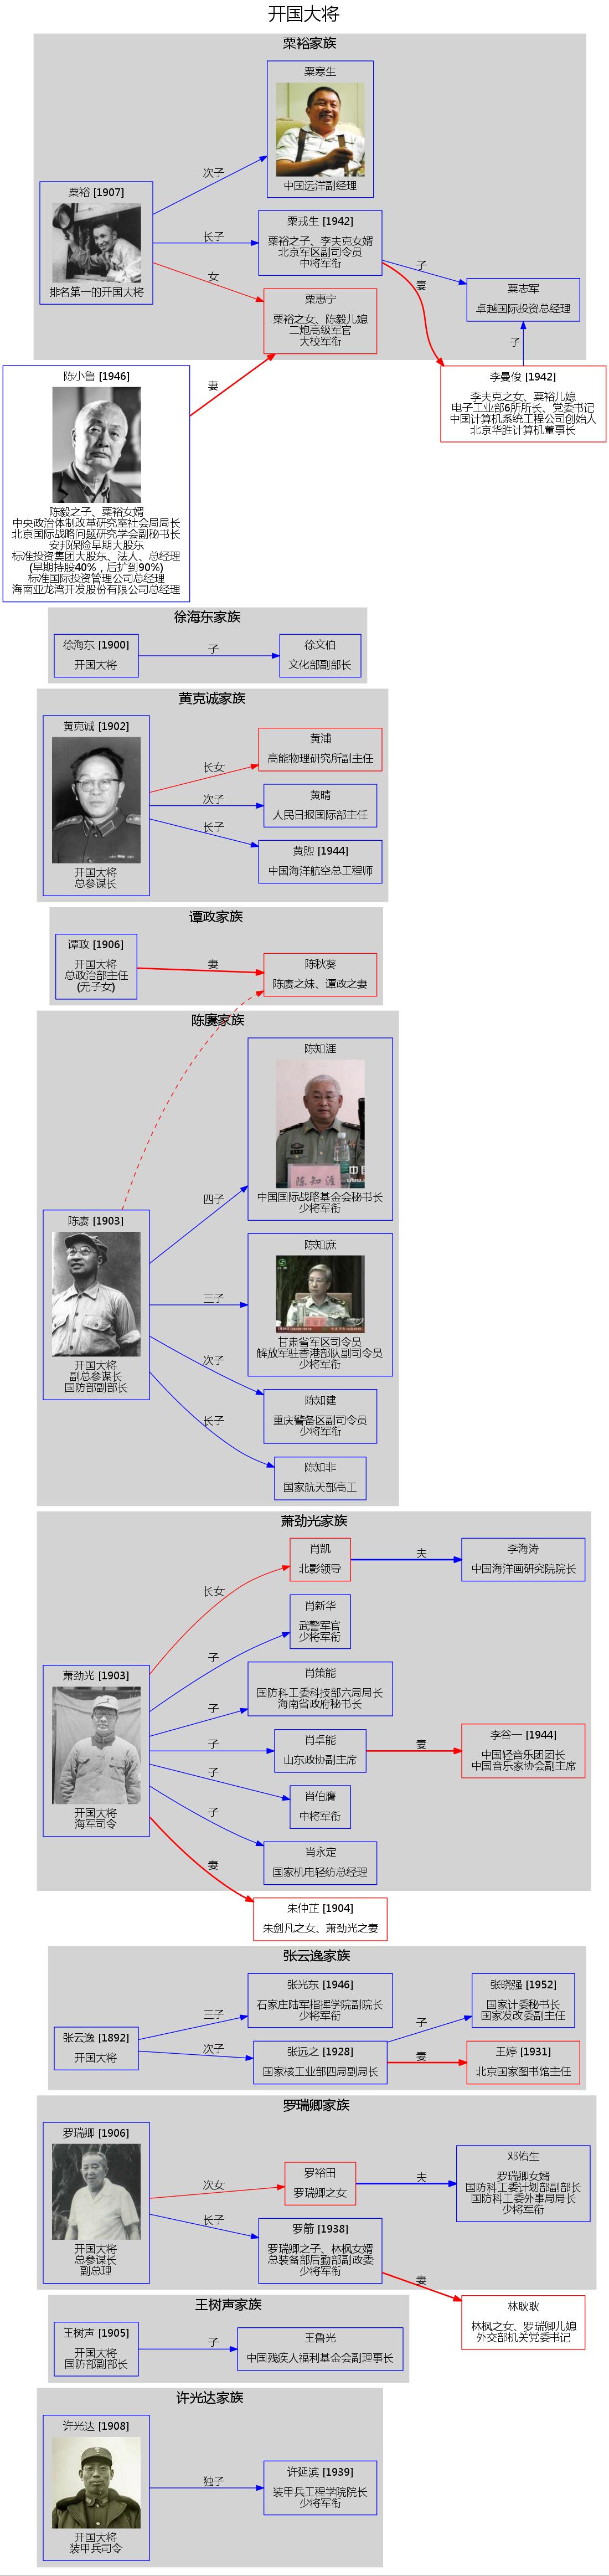 开国大将
粟裕家族
粟寒生
中国远洋副经理
粟裕 [1907]
排名第一的开国大将
次子
长子
女
粟戎生 [1942]
粟裕之子、李夫克女婿
北京军区副司令员
中将军衔
子
妻
粟志军
卓越国际投资总经理
粟惠宁
粟裕之女、陈毅儿媳
二炮高级军官
大校军衔
子
陈小鲁 [1946]
陈毅之子、粟裕女婿
中央政治体制改革研究室社会局局长
北京国际战略问题研究学会副秘书长
安邦保险早期大股东
标准投资集团大股东、法人、总经理
(早期持股40%，后扩到90%)
标准国际投资管理公司总经理
海南亚龙湾开发股份有限公司总经理
妻
李曼俊 [1942]
李夫克之女、粟裕儿媳
电子工业部6所所长、党委书记
中国计算机系统工程公司创始人
北京华胜计算机董事长
徐海东家族
徐海东 [1900]
开国大将
子
徐文伯
文化部副部长
黄克诚家族
黄克诚 [1902]
开国大将
总参谋长
长女
次子
长子
黄浦
高能物理研究所副主任
黄晴
人民日报国际部主任
黄煦 [1944]
中国海洋航空总工程师
谭政家族
谭政 [1906]
开国大将
总政治部主任
(无子女)
妻
陈秋葵
陈赓之妹、谭政之妻
陈赓家族
陈知涯
陈知涯
中国国际战略基金会秘书长
少将军衔
陈赓 [1903]
开国大将
副总参谋长
国防部副部长
四子
三子
次子
长子
陈知庶
甘肃省军区司令员
解放军驻香港部队副司令员
少将军衔
陈知建
重庆警备区副司令员
少将军衔
陈知非
国家航天部高工
萧劲光家族
肖凯
北影领导
夫
李海涛
中国海洋画研究院院长
长女
肖新华
武警军官
少将军衔
子
肖策能
国防科工委科技部六局局长
海南省政府秘书长
子
萧劲光 [1903]
开国大将
海军司令
子
肖卓能
山东政协副主席
妻
李谷一 [1944]
中国轻音乐团团长
中国音乐家协会副主席
子
肖伯膺
中将军衔
子
肖永定
国家机电轻纺总经理
妻
朱仲芷 [1904]
朱剑凡之女、萧劲光之妻
张云逸家族
张云逸 [1892]
开国大将
三子
次子
张光东 [1946]
石家庄陆军指挥学院副院长
少将军衔
张远之 [1928]
国家核工业部四局副局长
子
妻
张晓强 [1952]
国家计委秘书长
国家发改委副主任
王婷 [1931]
北京国家图书馆主任
罗瑞卿家族
罗瑞卿 [1906]
开国大将
总参谋长
副总理
次女
长子
罗裕田
罗瑞卿之女
夫
邓佑生
罗瑞卿女婿
国防科工委计划部副部长
国防科工委外事局局长
少将军衔
罗箭 [1938]
罗瑞卿之子、林枫女婿
总装备部后勤部副政委
少将军衔
妻
林耿耿
林枫之女、罗瑞卿儿媳
外交部机关党委书记
王树声家族
王树声 [1905]
开国大将
国防部副部长
子
王鲁光
中国残疾人福利基金会副理事长
许光达家族
许光达 [1908]
开国大将
装甲兵司令
独子
许延滨 [1939]
装甲兵工程学院院长
少将军衔